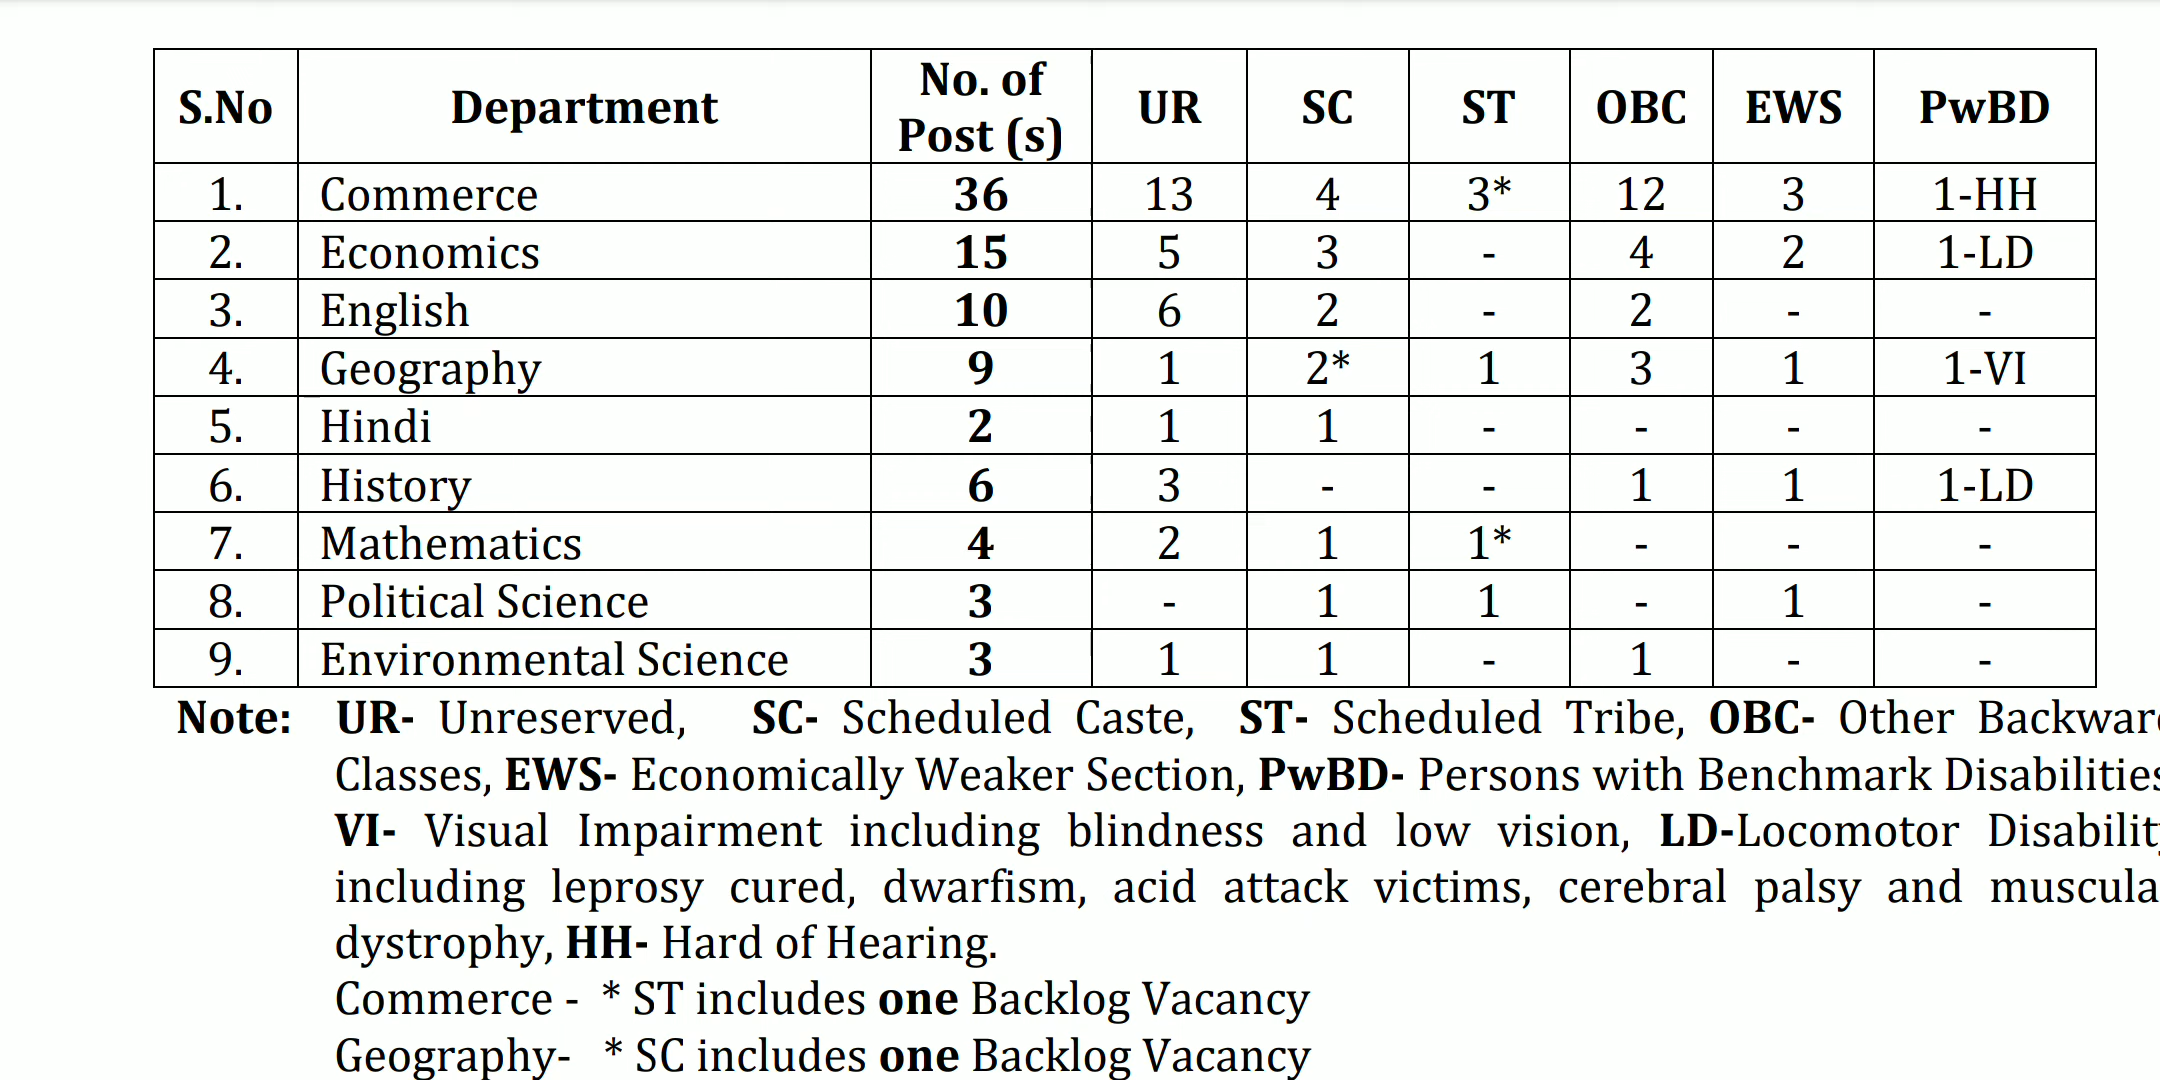 S.No Department No. of Post (s) UR SC ST OBC EWS PwBD
1. Commerce 36 13 4 3* 12 3 1-HH
2. Economics 15 5 3 - 4 2 1-LD
3. English 10 6 2 - 2 - -
4. Geography 9 1 2* 1 3 1 1-VI
5. Hindi 2 1 1 - - - -
6. History 6 3 - - 1 1 1-LD
7. Mathematics 4 2 1 1* - - -
8. Political Science 3 - 1 1 - 1 -
9. Environmental Science 3 1 1 - 1 - -
Note: UR- Unreserved, SC- Scheduled Caste, ST- Scheduled Tribe, OBC- Other Backward
Classes, EWS- Economically Weaker Section, PwBD- Persons with Benchmark Disabilities
VI- Visual Impairment including blindness and low vision, LD-Locomotor Disability
including leprosy cured, dwarfism, acid attack victims, cerebral palsy and muscular
dystrophy, HH- Hard of Hearing.
Commerce - * ST includes one Backlog Vacancy
Geography- * SC includes one Backlog Vacancy